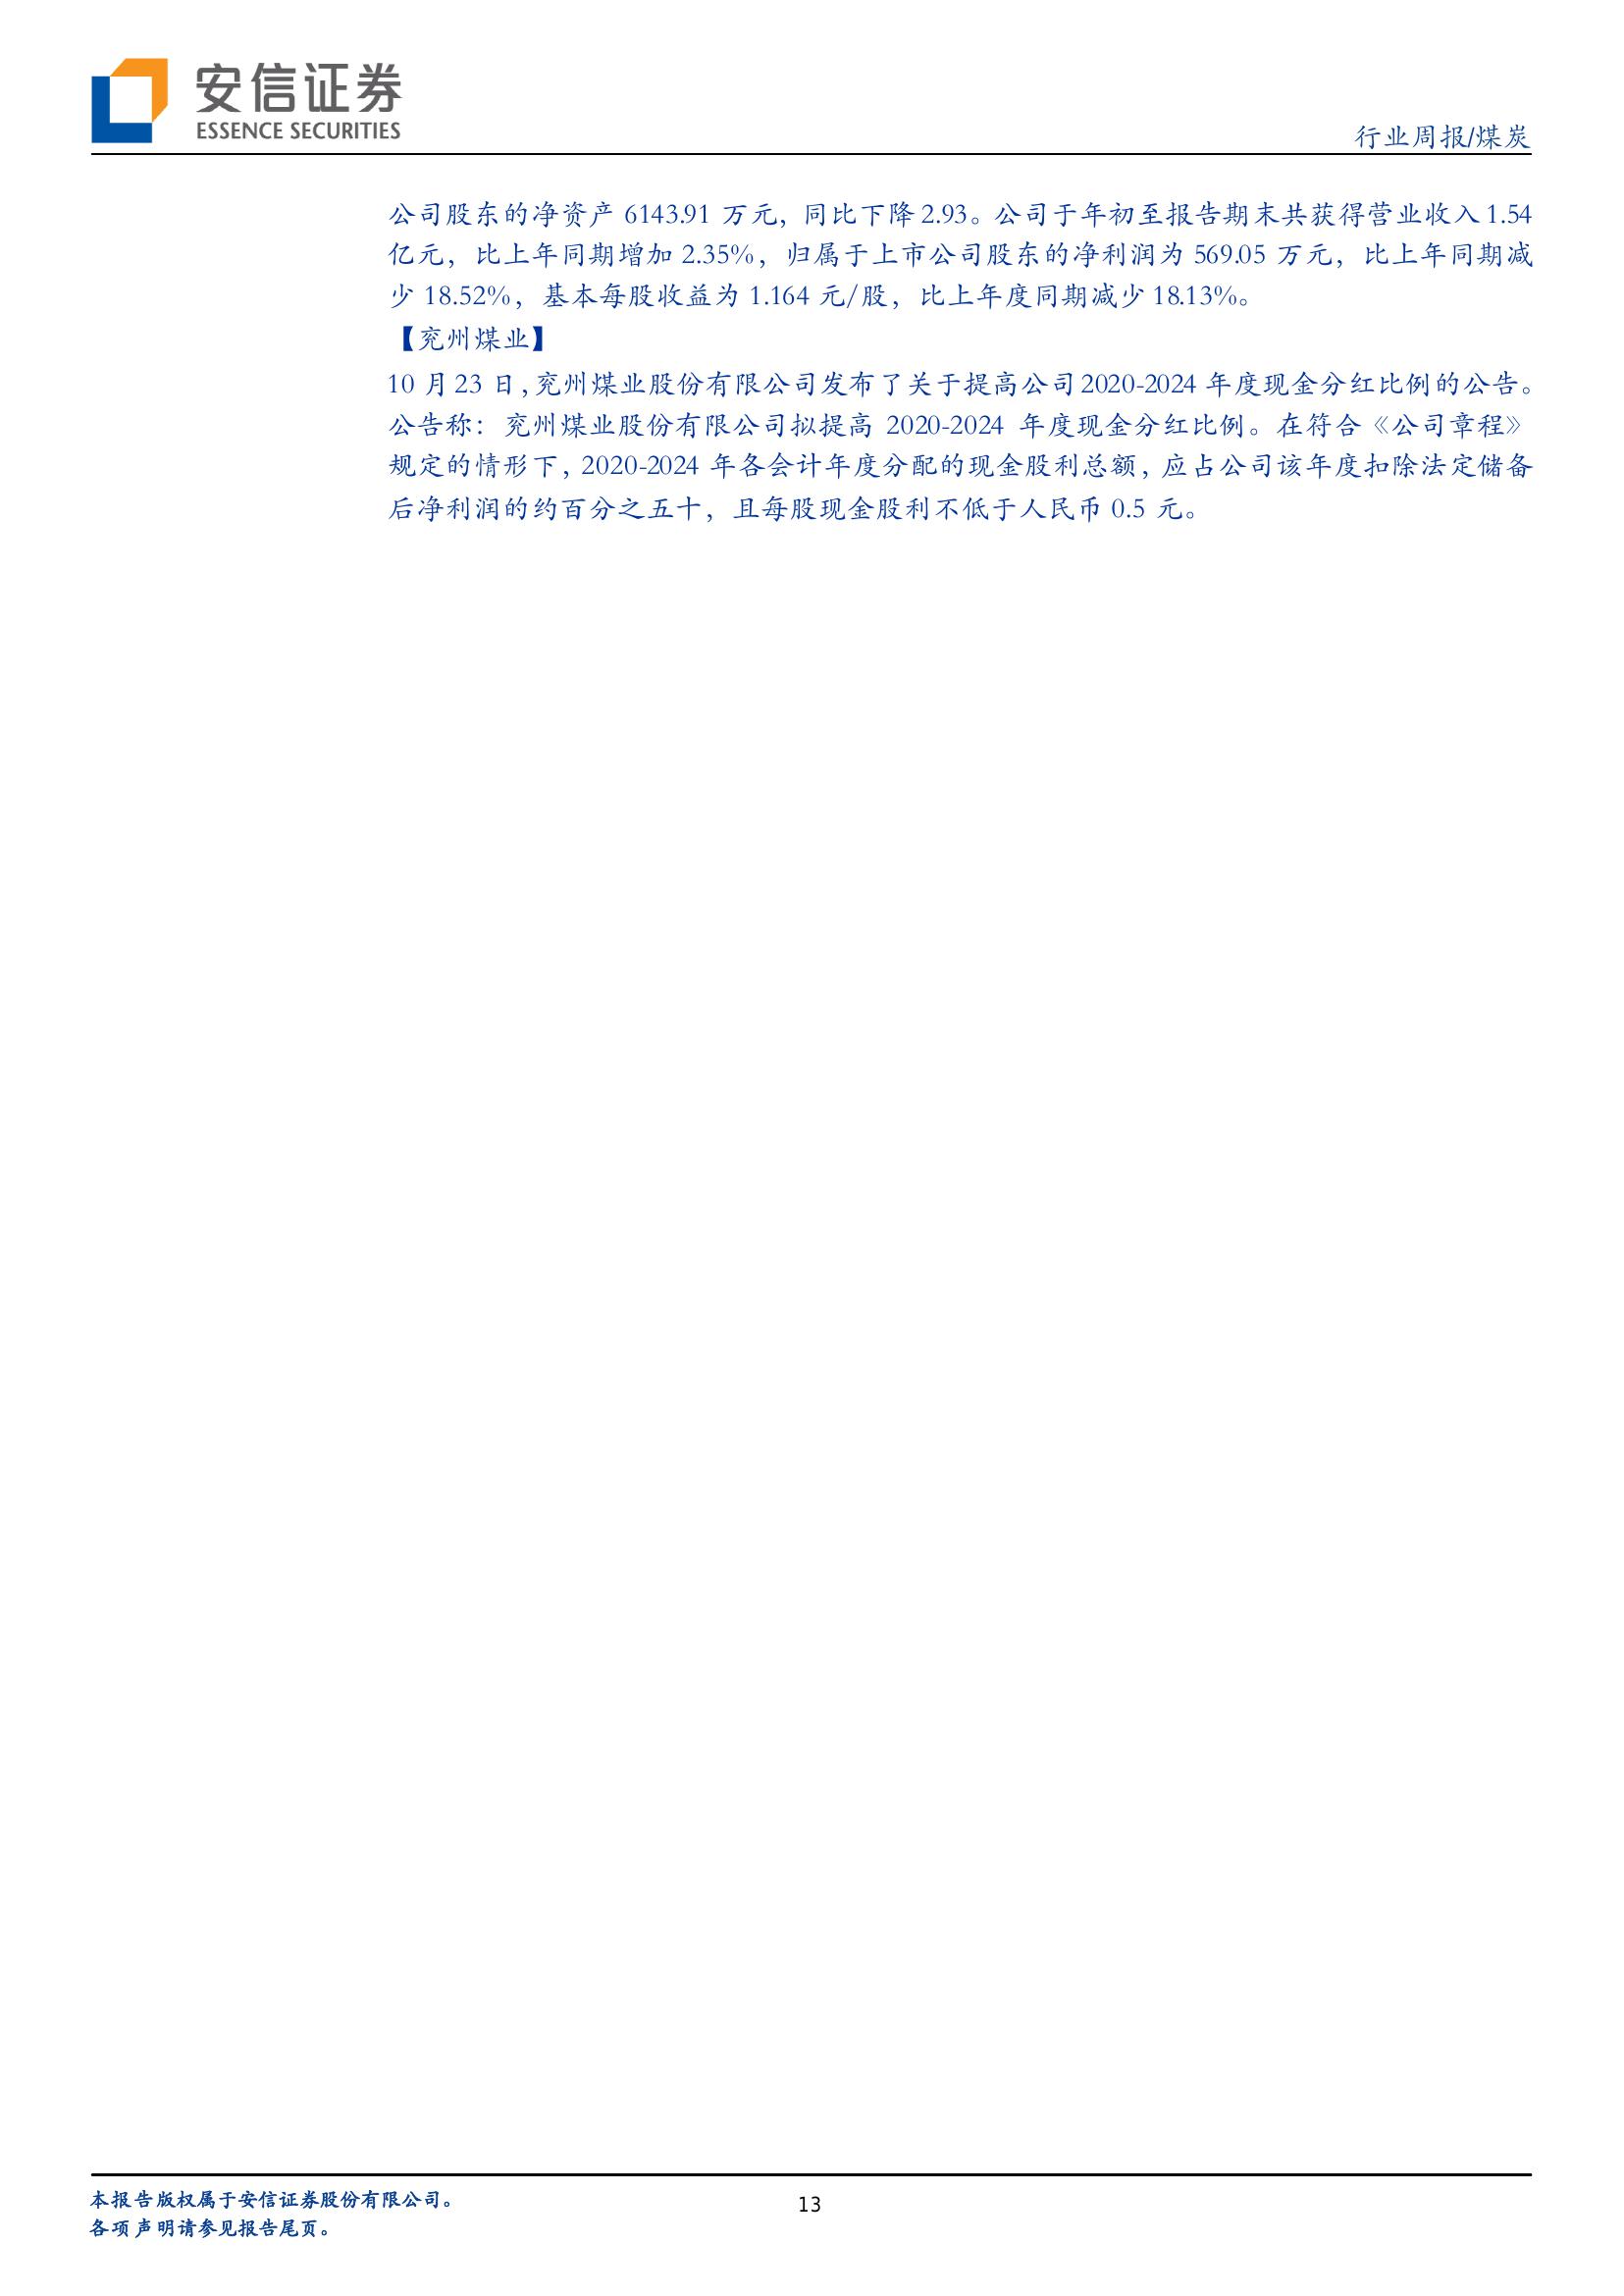 安信证券
ESSENCE SECURITIES
行业周报/煤炭
公司股东的净资产 6143.91 万元，同比下降 2.93。公司于年初至报告期末共获得营业收入 1.54
亿元，比上年同期增加 2.35%，归属于上市公司股东的净利润为 569.05 万元，比上年同期减
少 18.52%，基本每股收益为 1.164 元/股，比上年度同期减少 18.13%。
【兖州煤业】
10 月 23 日，兖州煤业股份有限公司发布了关于提高公司 2020-2024 年度现金分红比例的公告。
公告称：兖州煤业股份有限公司拟提高 2020-2024 年度现金分红比例。在符合《公司章程》
规定的情形下，2020-2024 年各会计年度分配的现金股利总额，应占公司该年度扣除法定储备
后净利润的约百分之五十，且每股现金股利不低于人民币 0.5 元。
本报告版权属于安信证券股份有限公司。
各项声明请参见报告尾页。
13